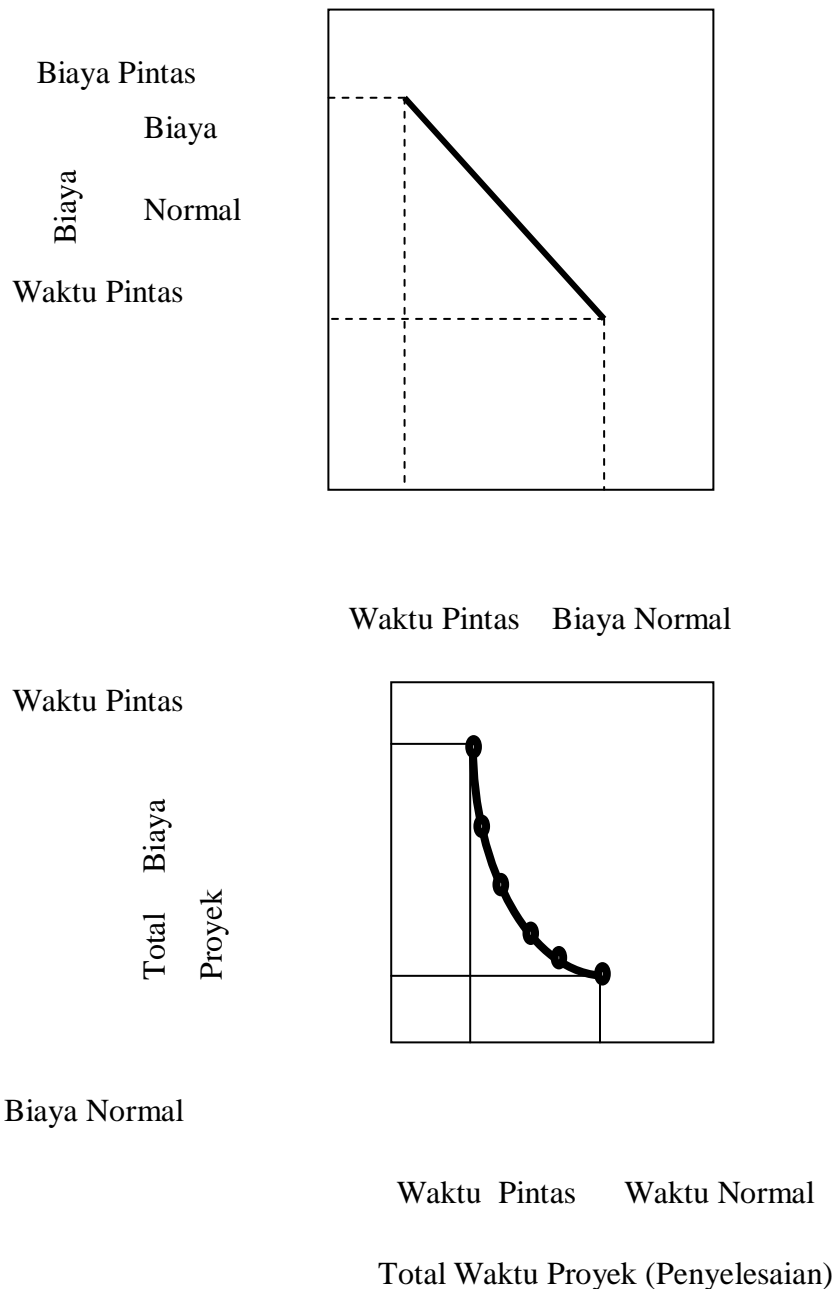 Biaya Pintas
Biaya
Biaya
Normal
Waktu Pintas
Waktu Pintas Biaya Normal
Waktu Pintas
Total Biaya
Proyek
Biaya Normal
Waktu Pintas Waktu Normal
Total Waktu Proyek (Penyelesaian)